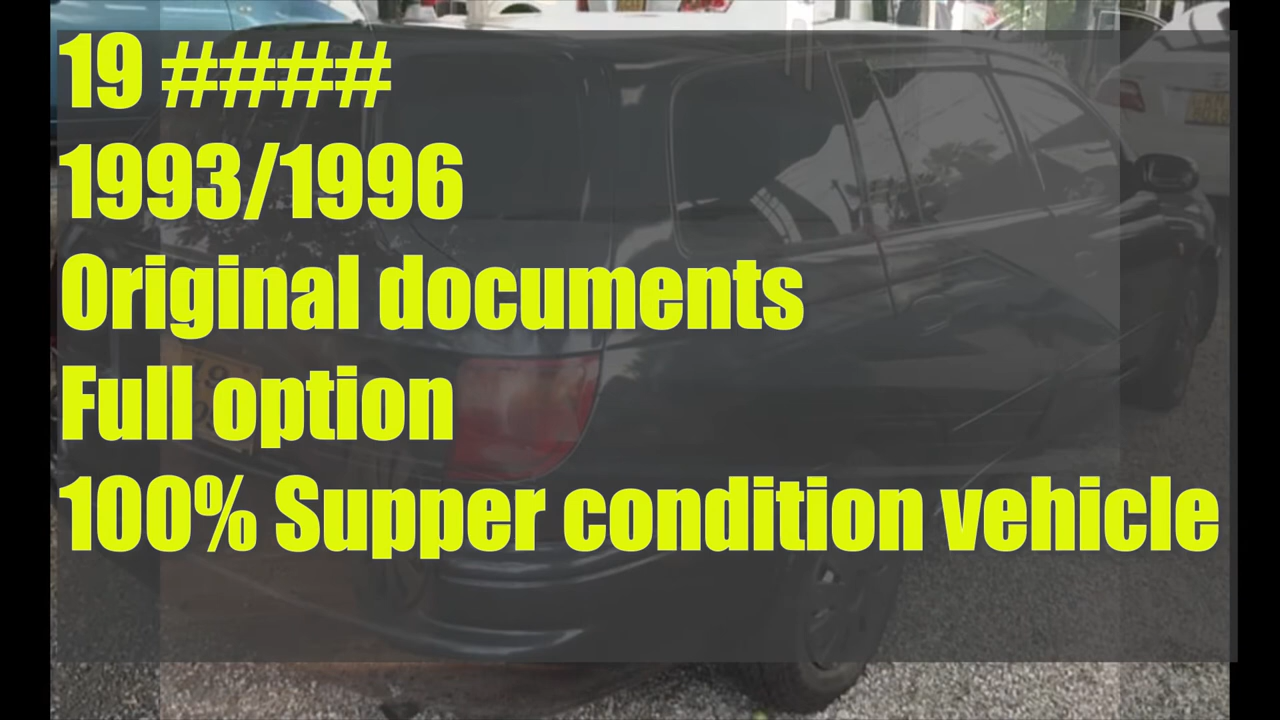 19 ####
1993/1996
Original documents
Full option
100% Supper condition vehicle